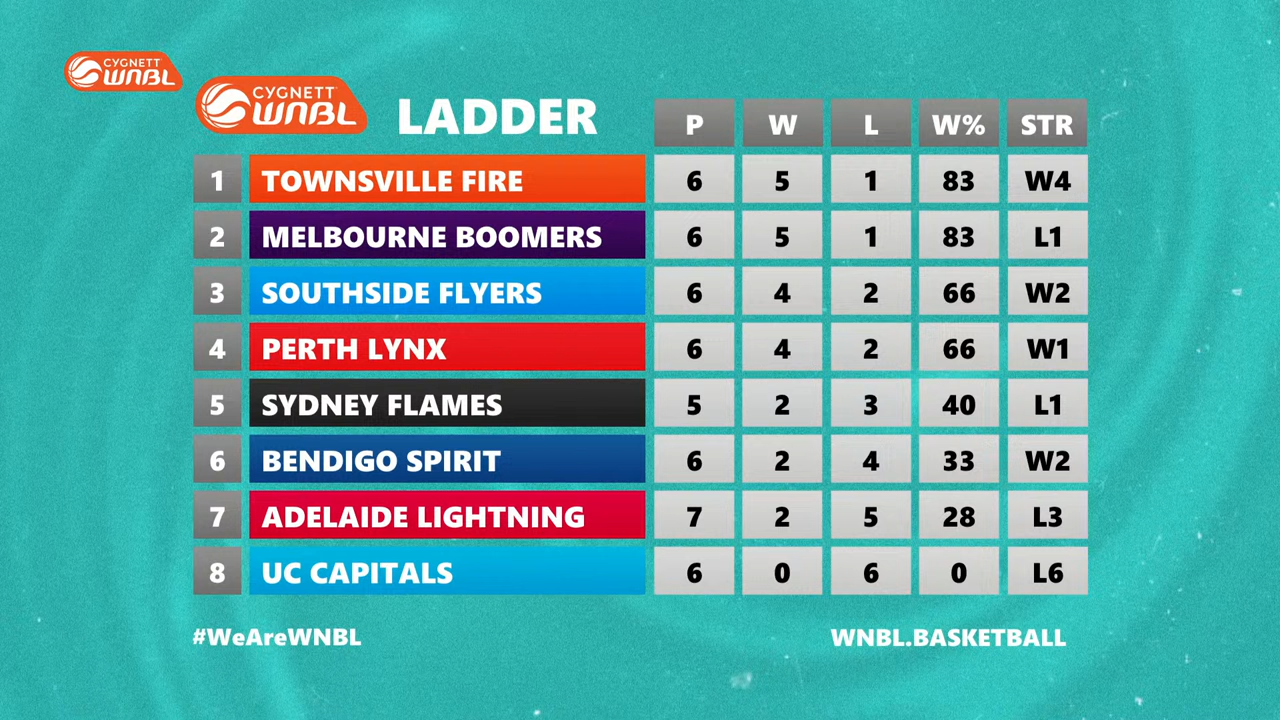 CYGNETT
WNBL
CYGNETT
WNBL
LADDER P W L W% STR
1 TOWNSVILLE FIRE 6 5 1 83 W4
2 MELBOURNE BOOMERS 6 5 1 83 L1
3 SOUTHSIDE FLYERS 6 4 2 66 W2
4 PERTH LYNX 6 4 2 66 W1
5 SYDNEY FLAMES 5 2 3 40 L1
6 BENDIGO SPIRIT 6 2 4 33 W2
7 ADELAIDE LIGHTNING 7 2 5 28 L3
8 UC CAPITALS 6 0 6 0 L6
#WeAreWNBL WNBL.BASKETBALL